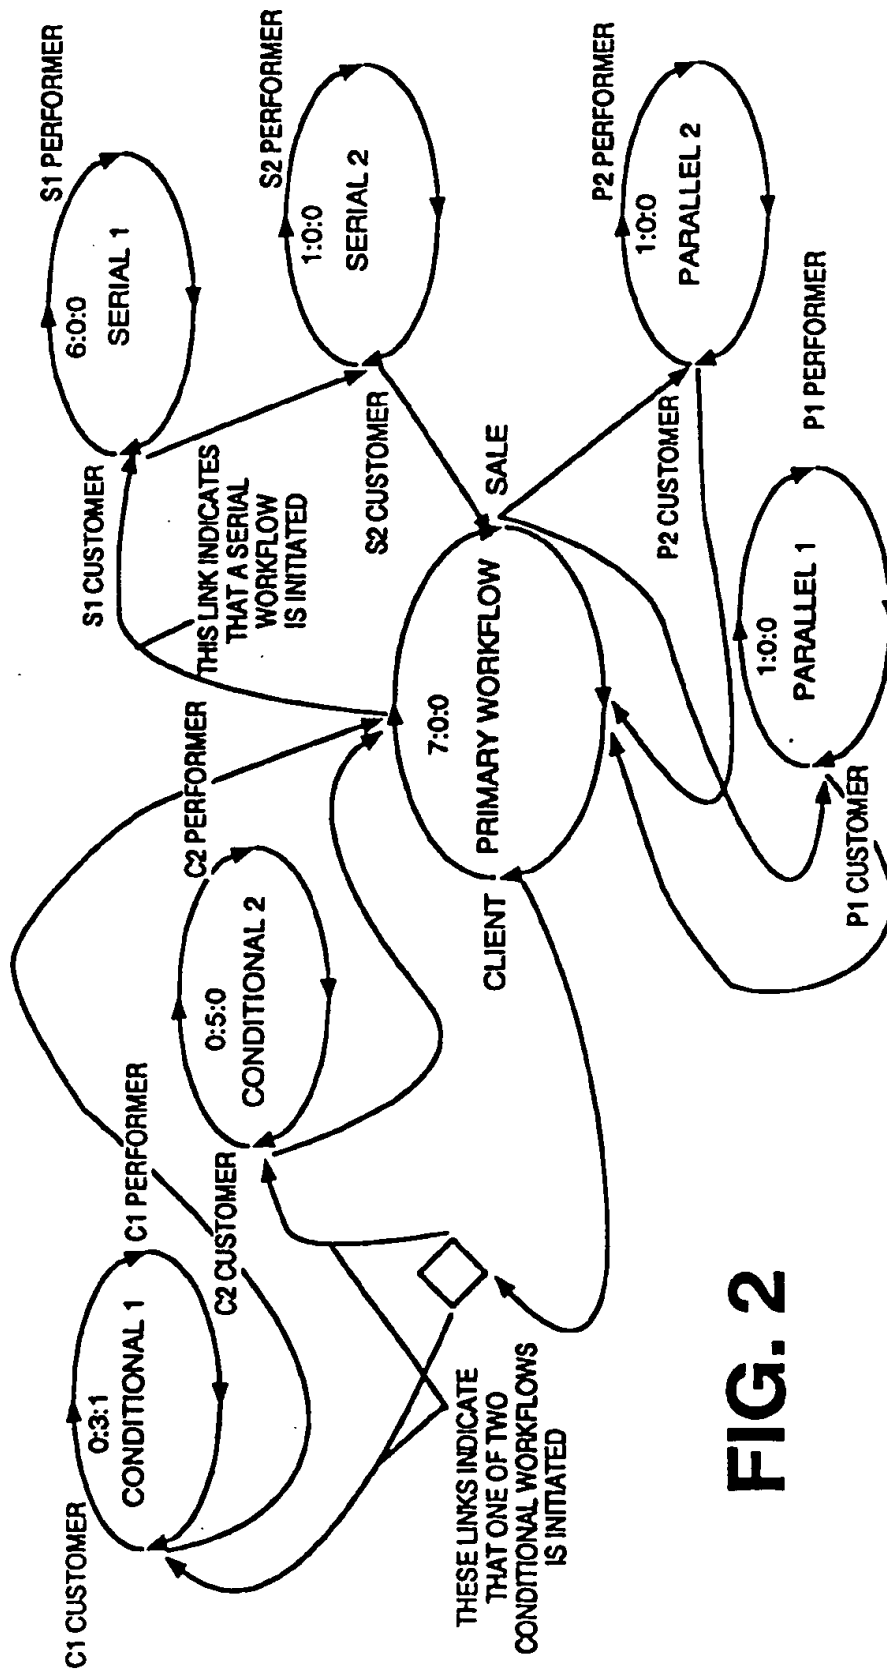 C1 CUSTOMER
0:3:1
CONDITIONAL 1
C1 PERFORMER
C2 CUSTOMER
0:5:0
CONDITIONAL 2
C2 PERFORMER
THIS LINK INDICATES
THAT A SERIAL
WORKFLOW
IS INITIATED
S1 CUSTOMER
6:0:0
SERIAL 1
S1 PERFORMER
S2 CUSTOMER
1:0:0
SERIAL 2
S2 PERFORMER
THESE LINKS INDICATE
THAT ONE OF TWO
CONDITIONAL WORKFLOWS
IS INITIATED
CLIENT
7:0:0
PRIMARY WORKFLOW
SALE
P2 CUSTOMER
1:0:0
PARALLEL 2
P2 PERFORMER
P1 CUSTOMER
1:0:0
PARALLEL 1
P1 PERFORMER
FIG. 2